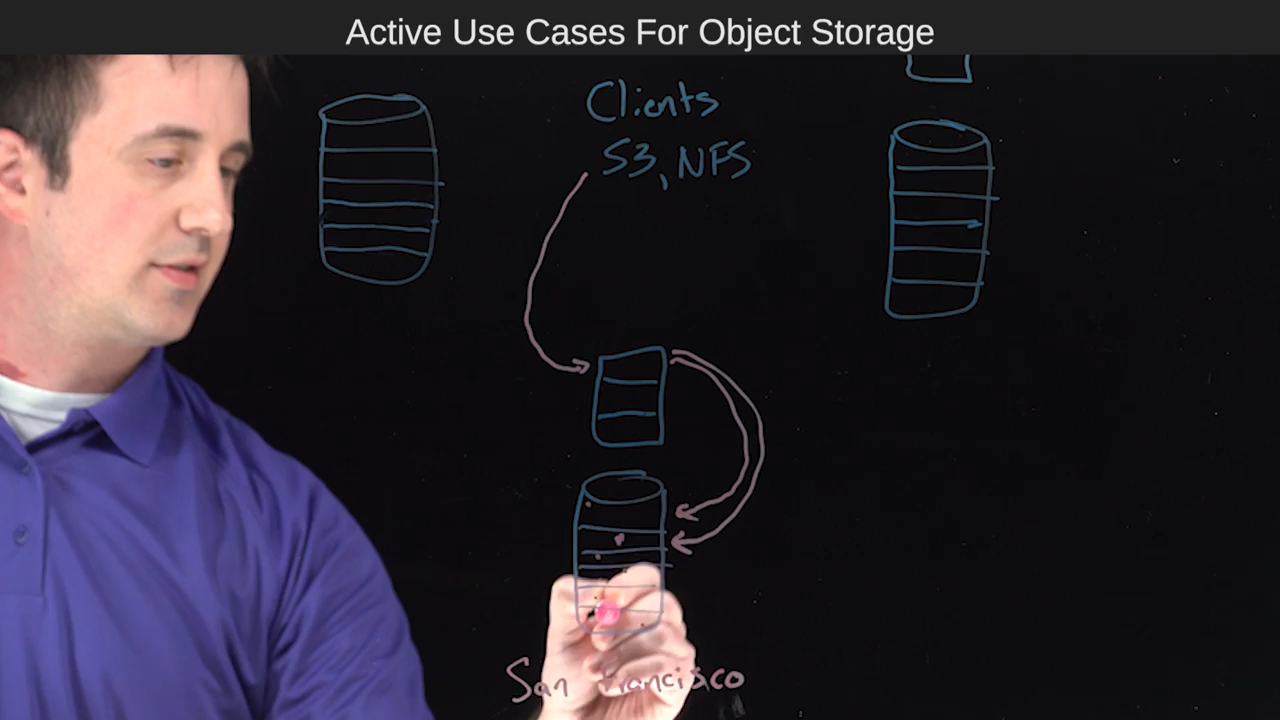 Active Use Cases For Object Storage
Clients
S3, NFS
San Francisco